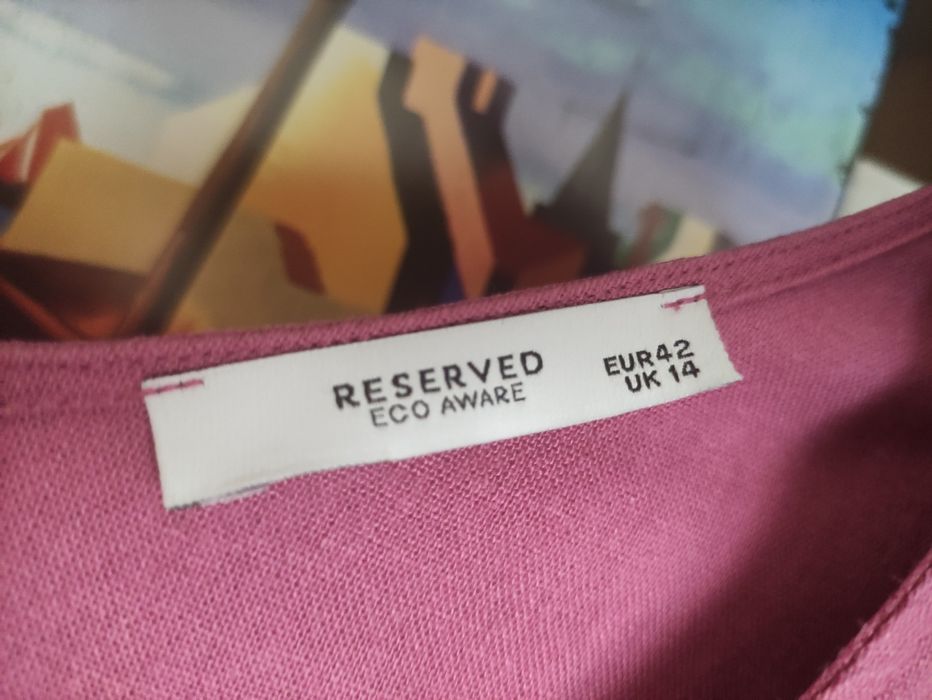 RESERVED
ECO AWARE
EUR42
UK 14